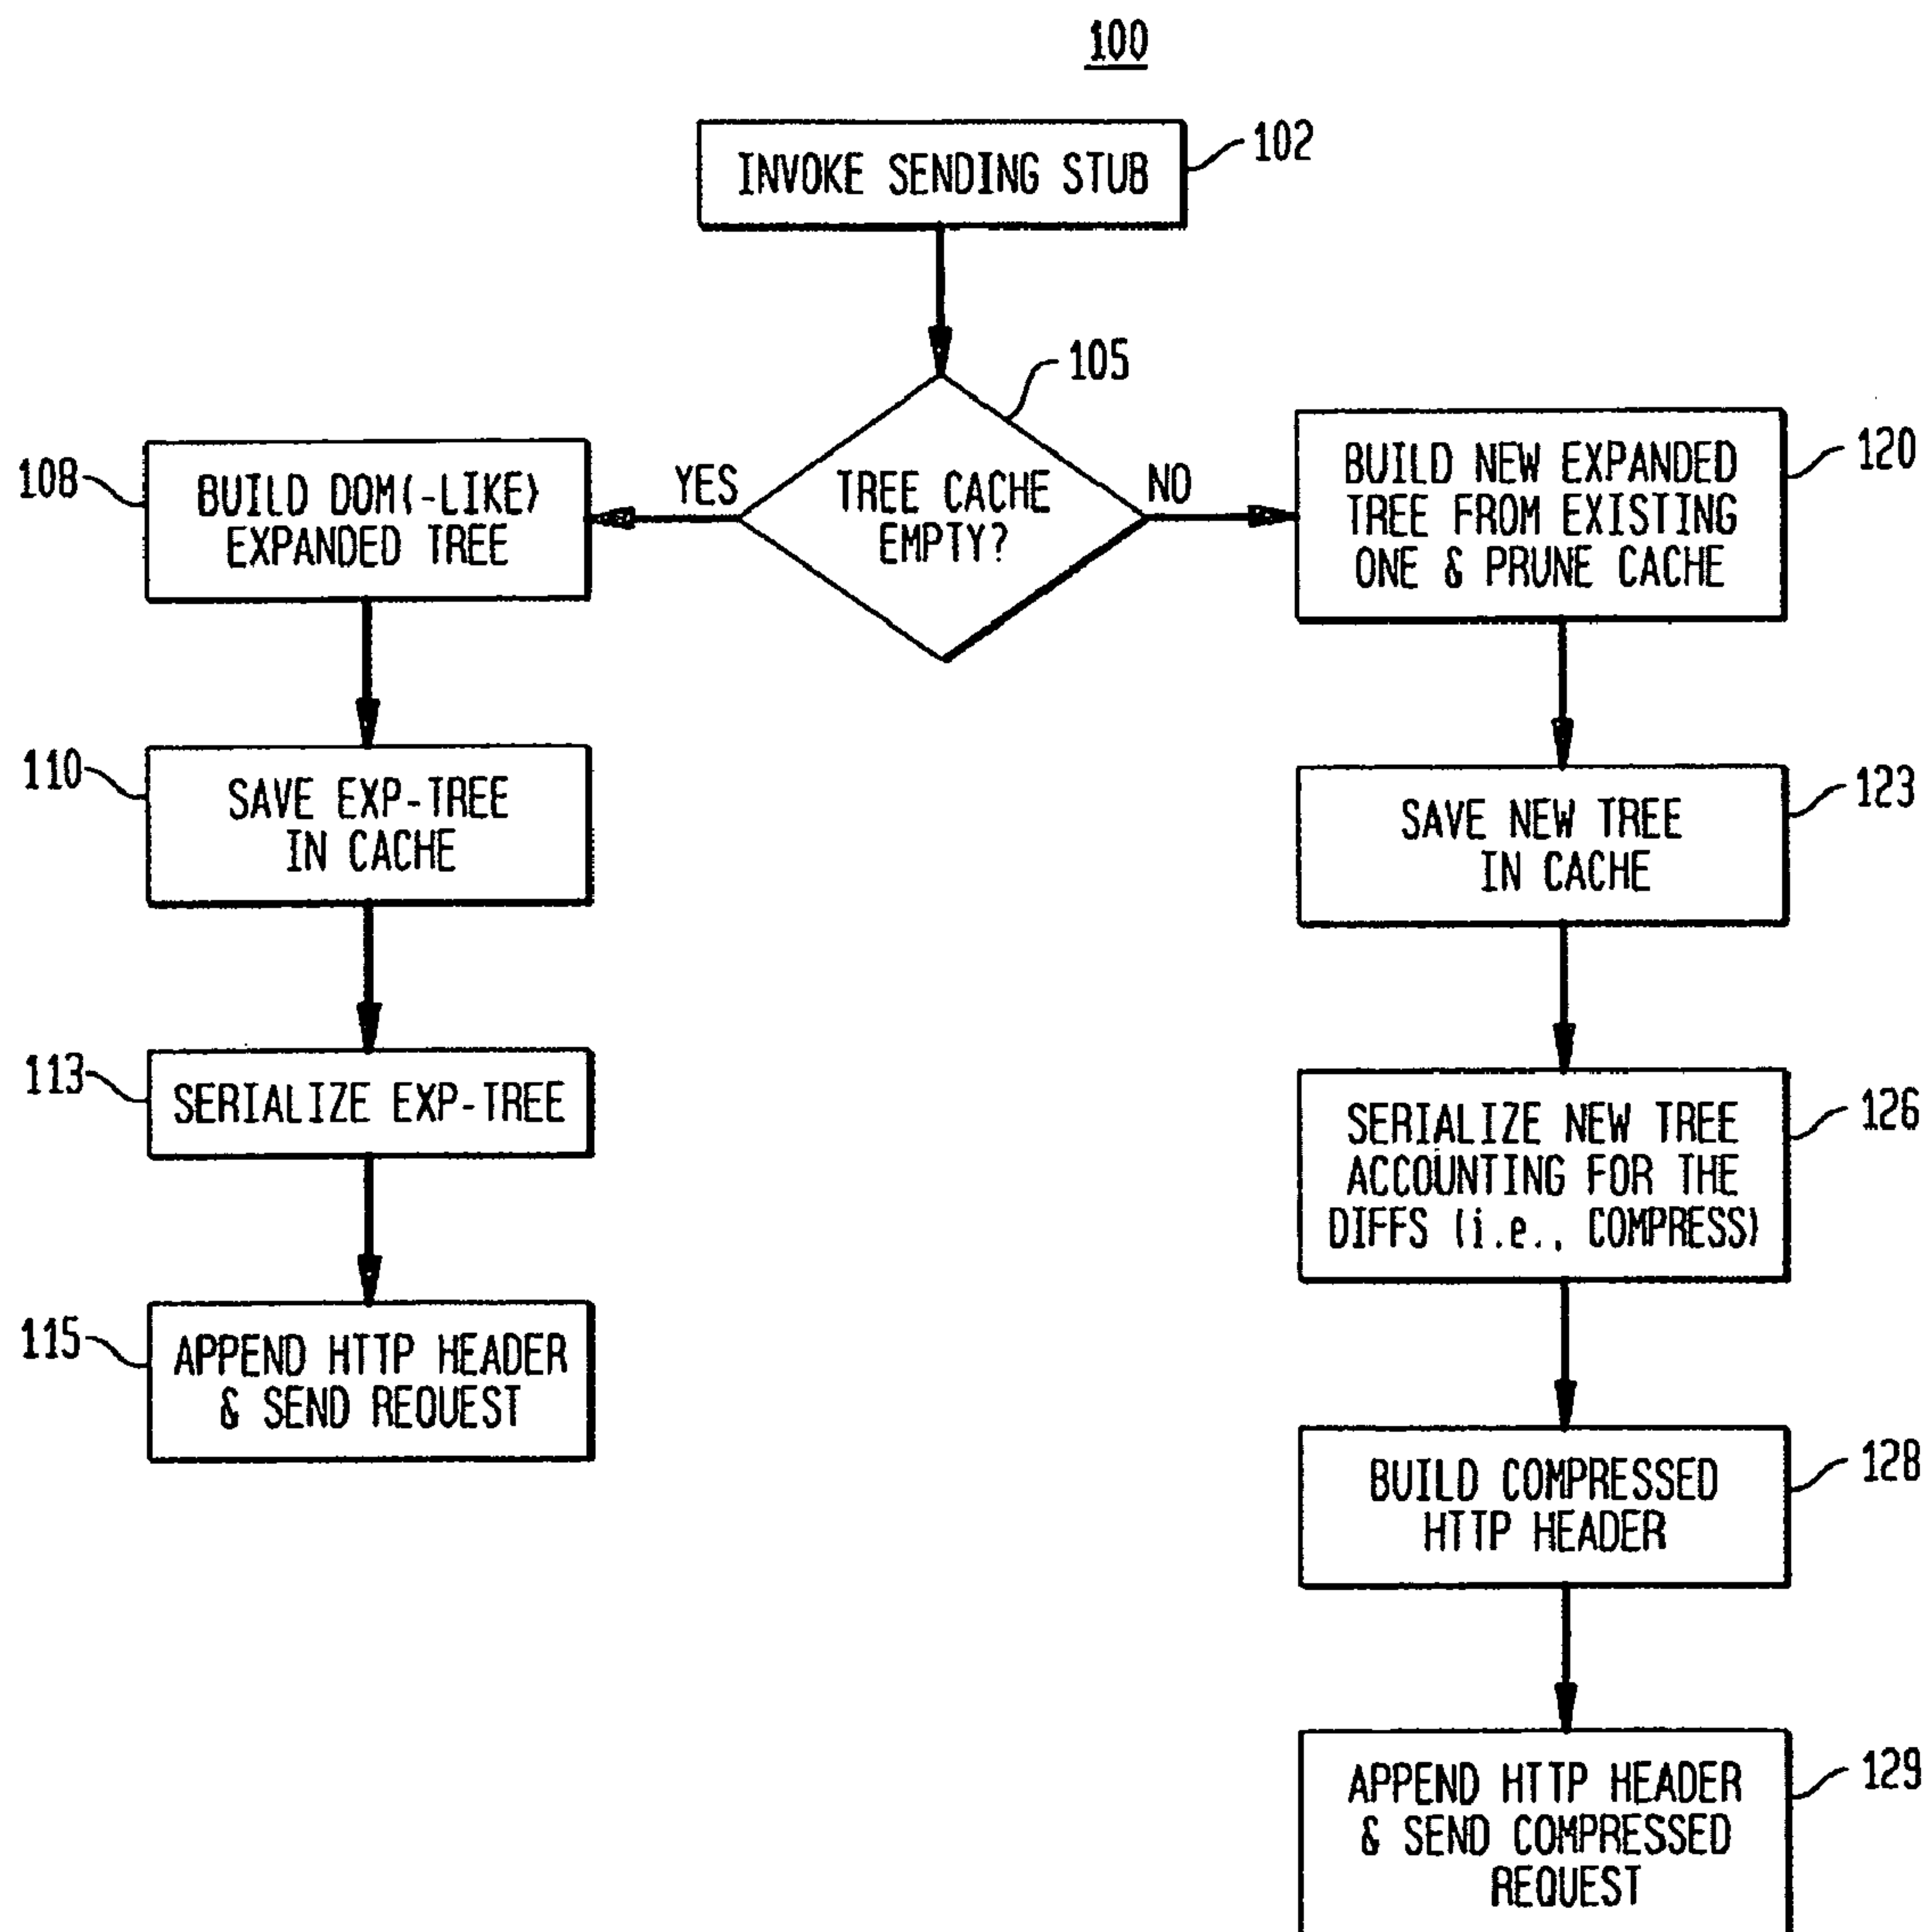 100
INVOKE SENDING STUB
102
105
TREE CACHE
EMPTY?
YES
NO
108
BUILD DOM(-LIKE)
EXPANDED TREE
110
SAVE EXP-TREE
IN CACHE
113
SERIALIZE EXP-TREE
115
APPEND HTTP HEADER
& SEND REQUEST
BUILD NEW EXPANDED
TREE FROM EXISTING
ONE & PRUNE CACHE
120
SAVE NEW TREE
IN CACHE
123
SERIALIZE NEW TREE
ACCOUNTING FOR THE
DIFFS (i.e., COMPRESS)
126
BUILD COMPRESSED
HTTP HEADER
128
APPEND HTTP HEADER
& SEND COMPRESSED
REQUEST
129